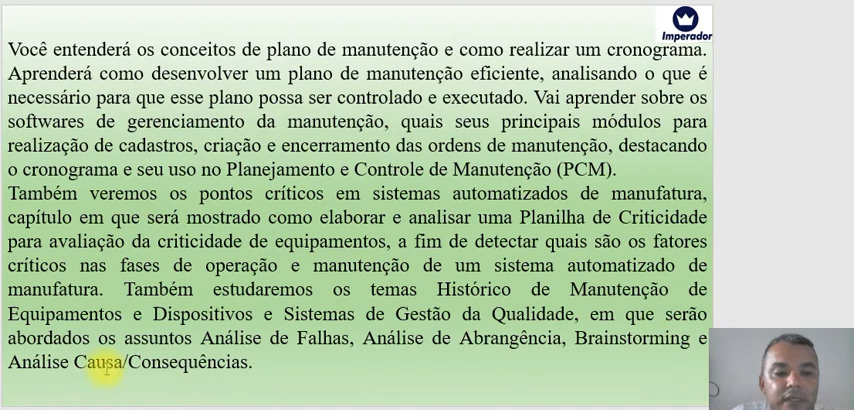 Imperador
Você entenderá os conceitos de plano de manutenção e como realizar um cronograma.
Aprenderá como desenvolver um plano de manutenção eficiente, analisando o que é
necessário para que esse plano possa ser controlado e executado. Vai aprender sobre os
softwares de gerenciamento da manutenção, quais seus principais módulos para
realização de cadastros, criação e encerramento das ordens de manutenção, destacando
o cronograma e seu uso no Planejamento e Controle de Manutenção (PCM).
Também veremos os pontos críticos em sistemas automatizados de manufatura,
capítulo em que será mostrado como elaborar e analisar uma Planilha de Criticidade
para avaliação da criticidade de equipamentos, a fim de detectar quais são os fatores
críticos nas fases de operação e manutenção de um sistema automatizado de
manufatura. Também estudaremos os temas Histórico de Manutenção de
Equipamentos e Dispositivos e Sistemas de Gestão da Qualidade, em que serão
abordados os assuntos Análise de Falhas, Análise de Abrangência, Brainstorming e
Análise Causa/Consequências.